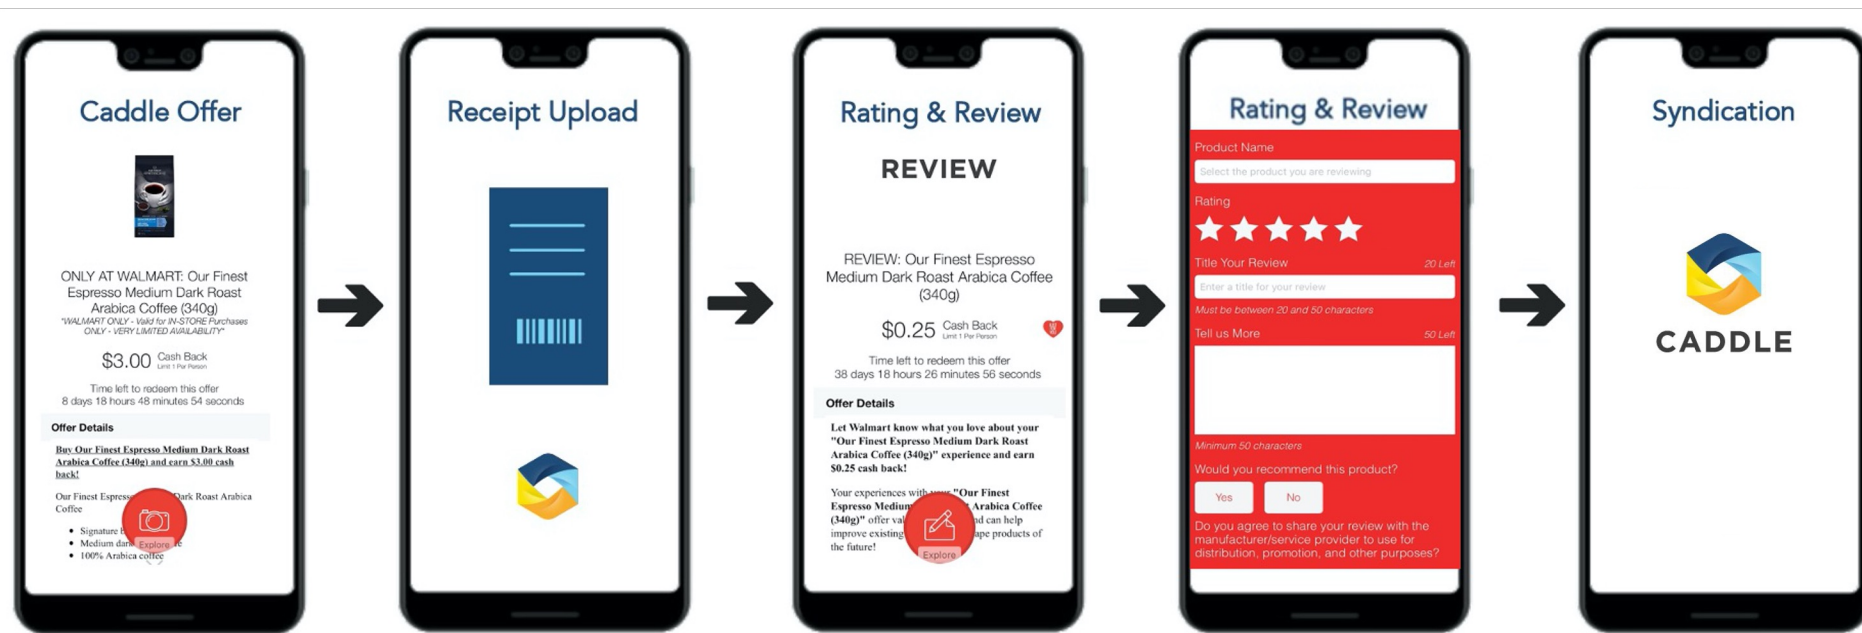 Caddle Offer
ONLY AT WALMART: Our Finest
Espresso Medium Dark Roast
Arabica Coffee (340g)
*WALMART ONLY - Valid for IN-STORE Purchases
ONLY - VERY LIMITED AVAILABILITY*
$3.00 Cash Back
Limit 1 Per Person
Time left to redeem this offer
8 days 18 hours 48 minutes 54 seconds
Offer Details
Buy Our Finest Espresso Medium Dark Roast
Arabica Coffee (340g) and earn $3.00 cash
back!
Our Finest Dark Roast Arabica
Coffee
• Signature
• Medium
• 100% Arabica coffee
Explore
Receipt Upload
Rating & Review
REVIEW
REVIEW: Our Finest Espresso
Medium Dark Roast Arabica Coffee
(340g)
$0.25 Cash Back
Limit 1 Per Person
Time left to redeem this offer
38 days 18 hours 26 minutes 56 seconds
Offer Details
Let Walmart know what you love about your
"Our Finest Espresso Medium Dark Roast
Arabica Coffee (340g)" experience and earn
$0.25 cash back!
Your experiences with "Our Finest
Espresso Arabica Coffee
(340g)" offer and can help
improve existing products of
the future!
Explore
Rating & Review
Product Name
Select the product you are reviewing
Rating
Title Your Review 20 Left
Enter a title for your review
Must be between 20 and 50 characters
Tell us More 50 Left
Minimum 50 characters
Would you recommend this product?
Yes No
Do you agree to share your review with the
manufacturer/service provider to use for
distribution, promotion, and other purposes?
Syndication
CADDLE